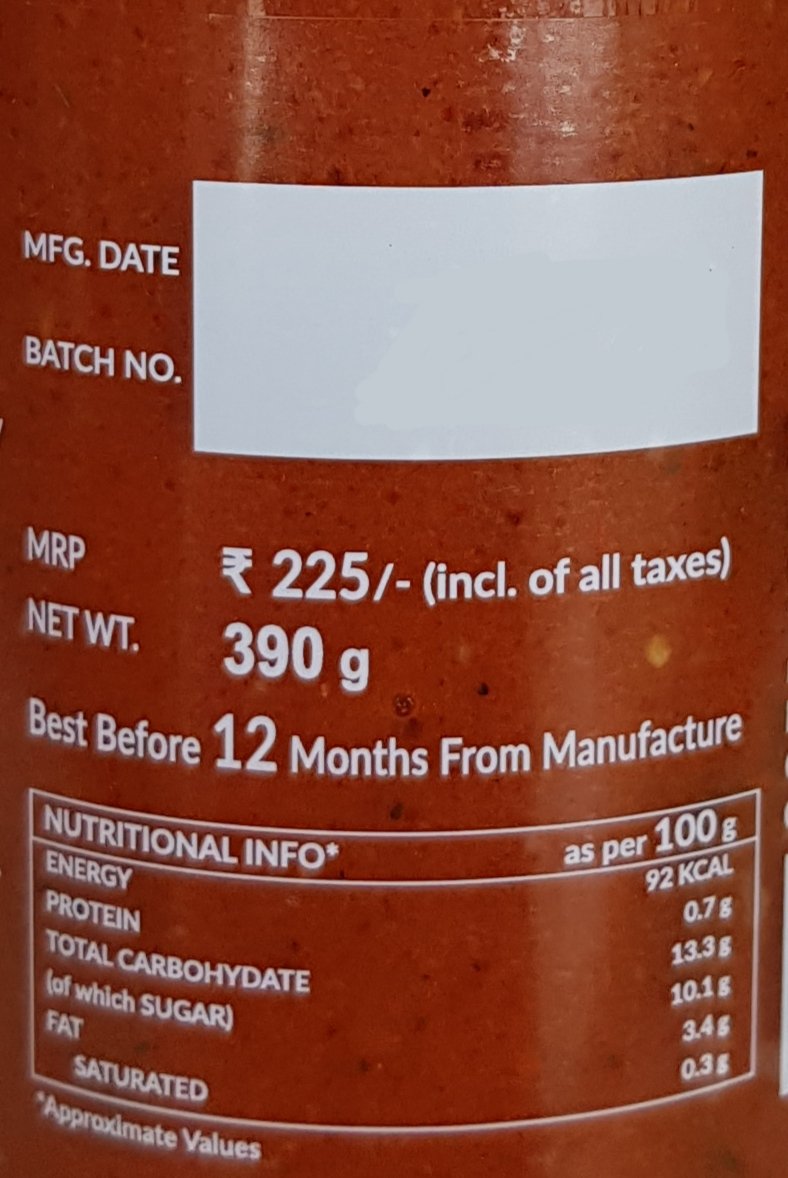 MFG. DATE
BATCH NO.
MRP ₹ 225/- (incl. of all taxes)
NET WT. 390 g
Best Before 12 Months From Manufacture
NUTRITIONAL INFO* as per 100 g
ENERGY 92 KCAL
PROTEIN 0.7 g
TOTAL CARBOHYDATE 13.3 g
(of which SUGAR) 10.1 g
FAT 3.4 g
SATURATED 0.3 g
*Approximate Values